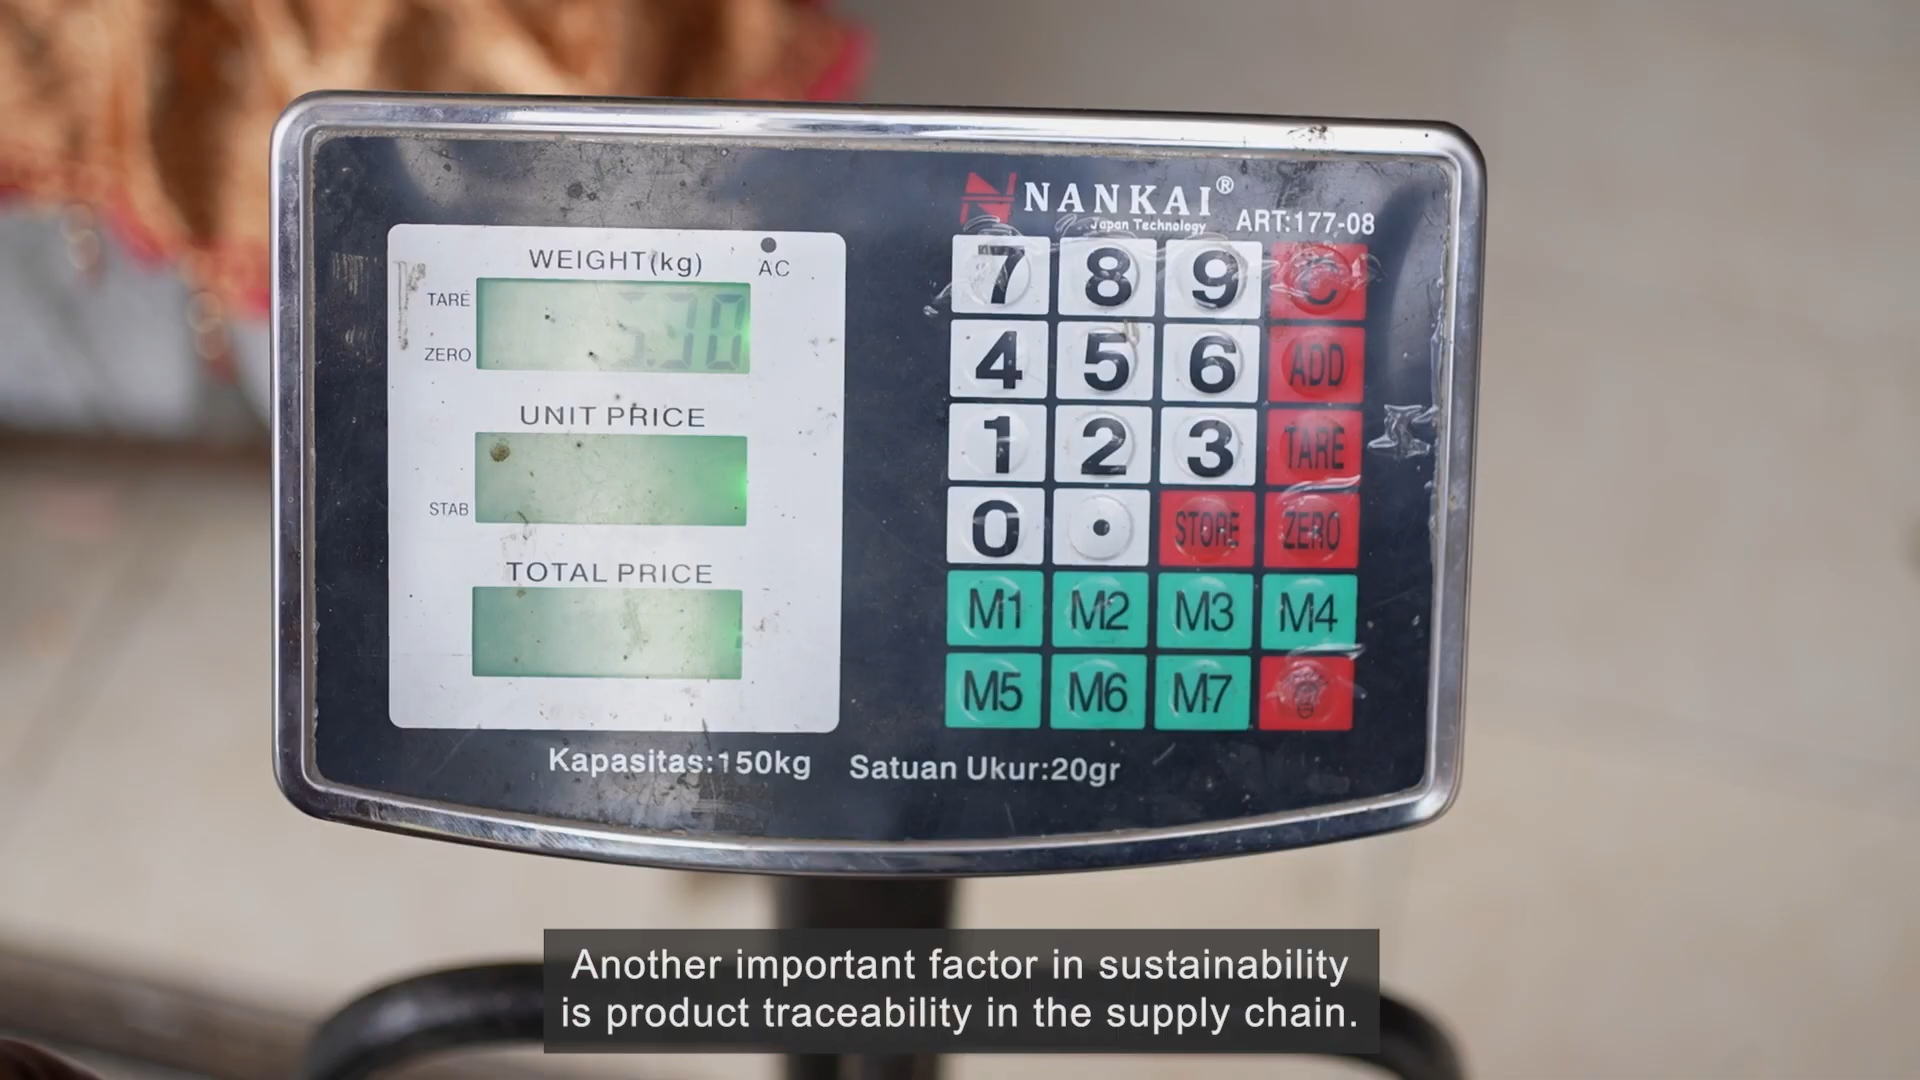 NANKAI®
Japan Technology
ART:177-08
WEIGHT(kg)
AC
TARE
ZERO
UNIT PRICE
STAB
TOTAL PRICE
7 8 9 C
4 5 6 ADD
1 2 3 TARE
0 . STORE ZERO
M1 M2 M3 M4
M5 M6 M7
Kapasitas:150kg Satuan Ukur:20gr
Another important factor in sustainability
is product traceability in the supply chain.